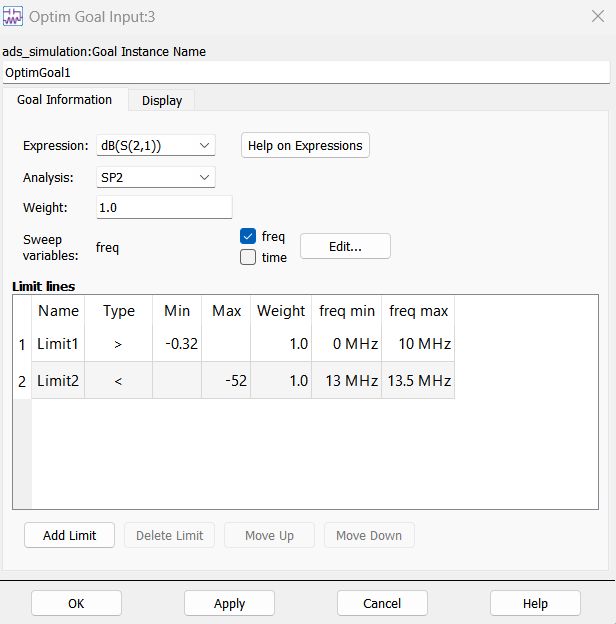 Optim Goal Input:3
ads_simulation:Goal Instance Name
OptimGoal1
Goal Information Display
Expression: dB(S(2,1)) Help on Expressions
Analysis: SP2
Weight: 1.0
Sweep variables: freq freq time Edit...
Limit lines
Name Type Min Max Weight freq min freq max
1 Limit1 > -0.32 1.0 0 MHz 10 MHz
2 Limit2 < -52 1.0 13 MHz 13.5 MHz
Add Limit Delete Limit Move Up Move Down
OK Apply Cancel Help